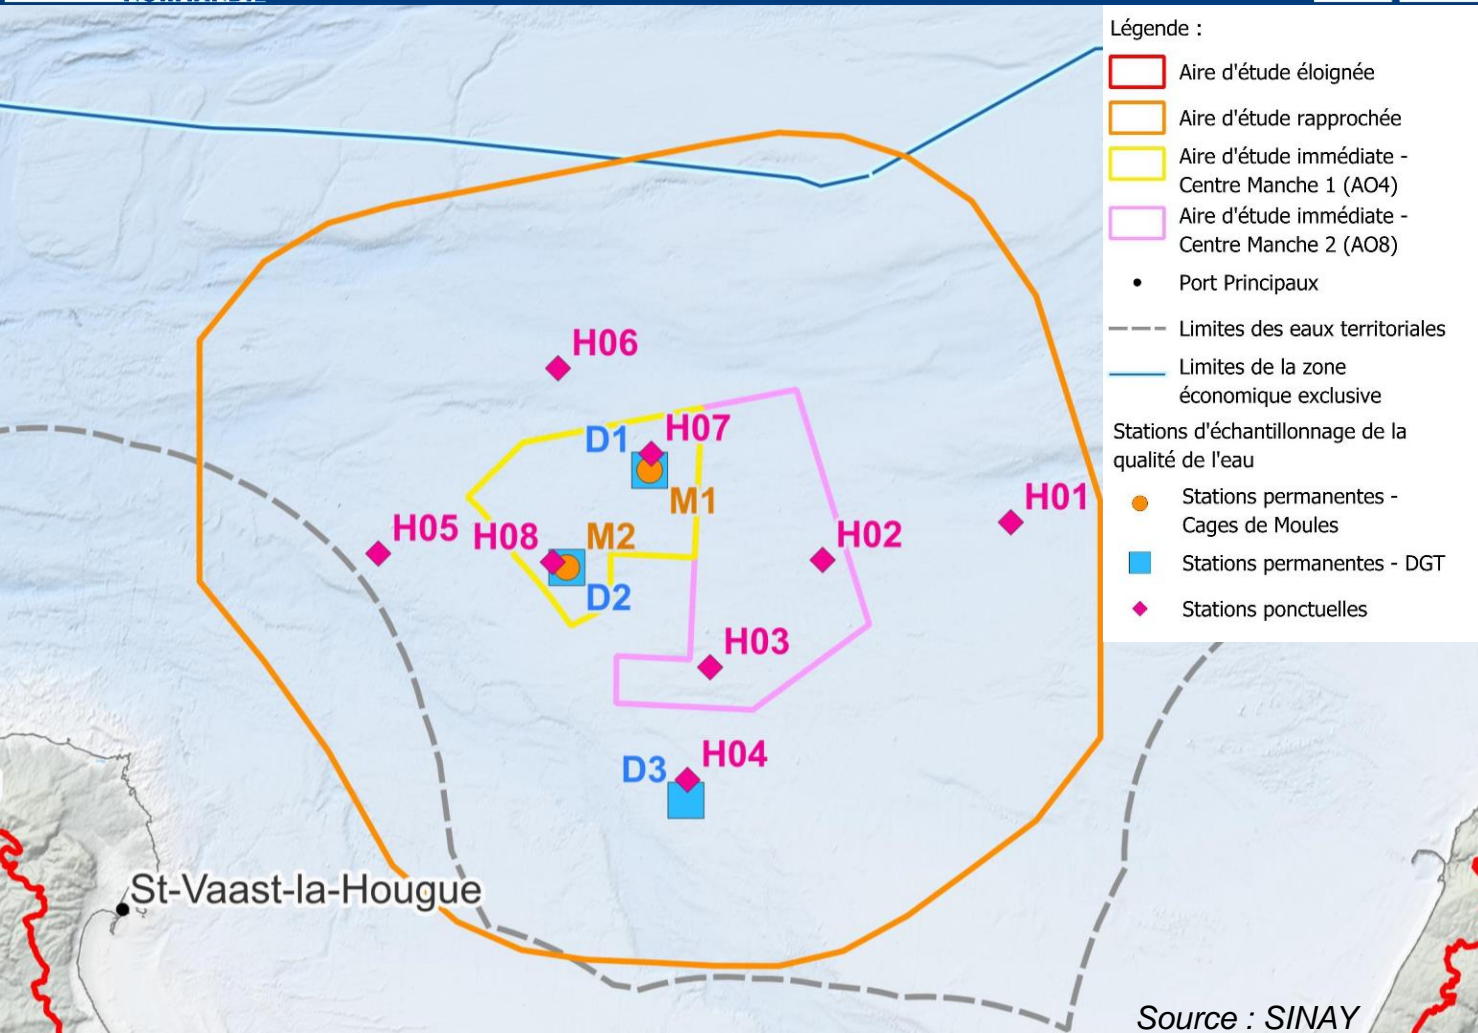 Légende :
Aire d'étude éloignée
Aire d'étude rapprochée
Aire d'étude immédiate -
Centre Manche 1 (AO4)
Aire d'étude immédiate -
Centre Manche 2 (AO8)
Port Principaux
Limites des eaux territoriales
Limites de la zone
économique exclusive
Stations d'échantillonnage de la
qualité de l'eau
Stations permanentes -
Cages de Moules
Stations permanentes - DGT
Stations ponctuelles
H06
D1
H07
M1
H01
H05
H08
M2
H02
D2
H03
D3
H04
St-Vaast-la-Hougue
Source : SINAY